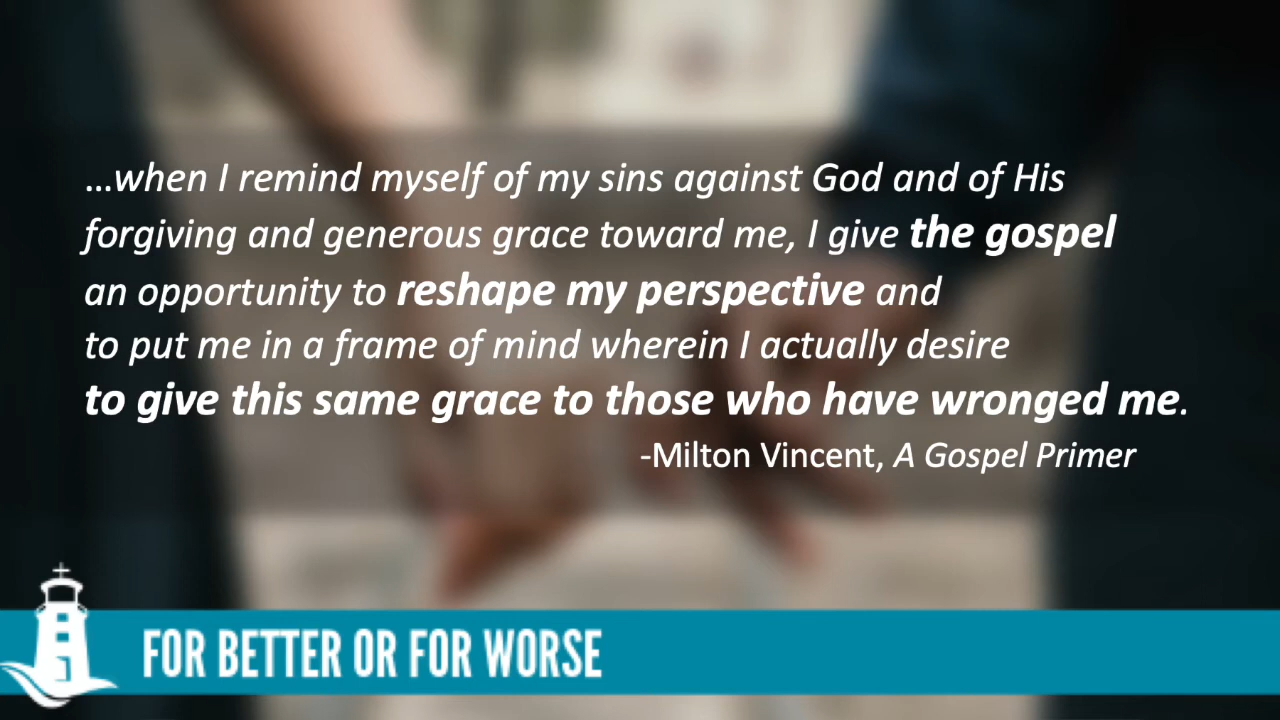 …when I remind myself of my sins against God and of His
forgiving and generous grace toward me, I give the gospel
an opportunity to reshape my perspective and
to put me in a frame of mind wherein I actually desire
to give this same grace to those who have wronged me.
-Milton Vincent, A Gospel Primer
FOR BETTER OR FOR WORSE